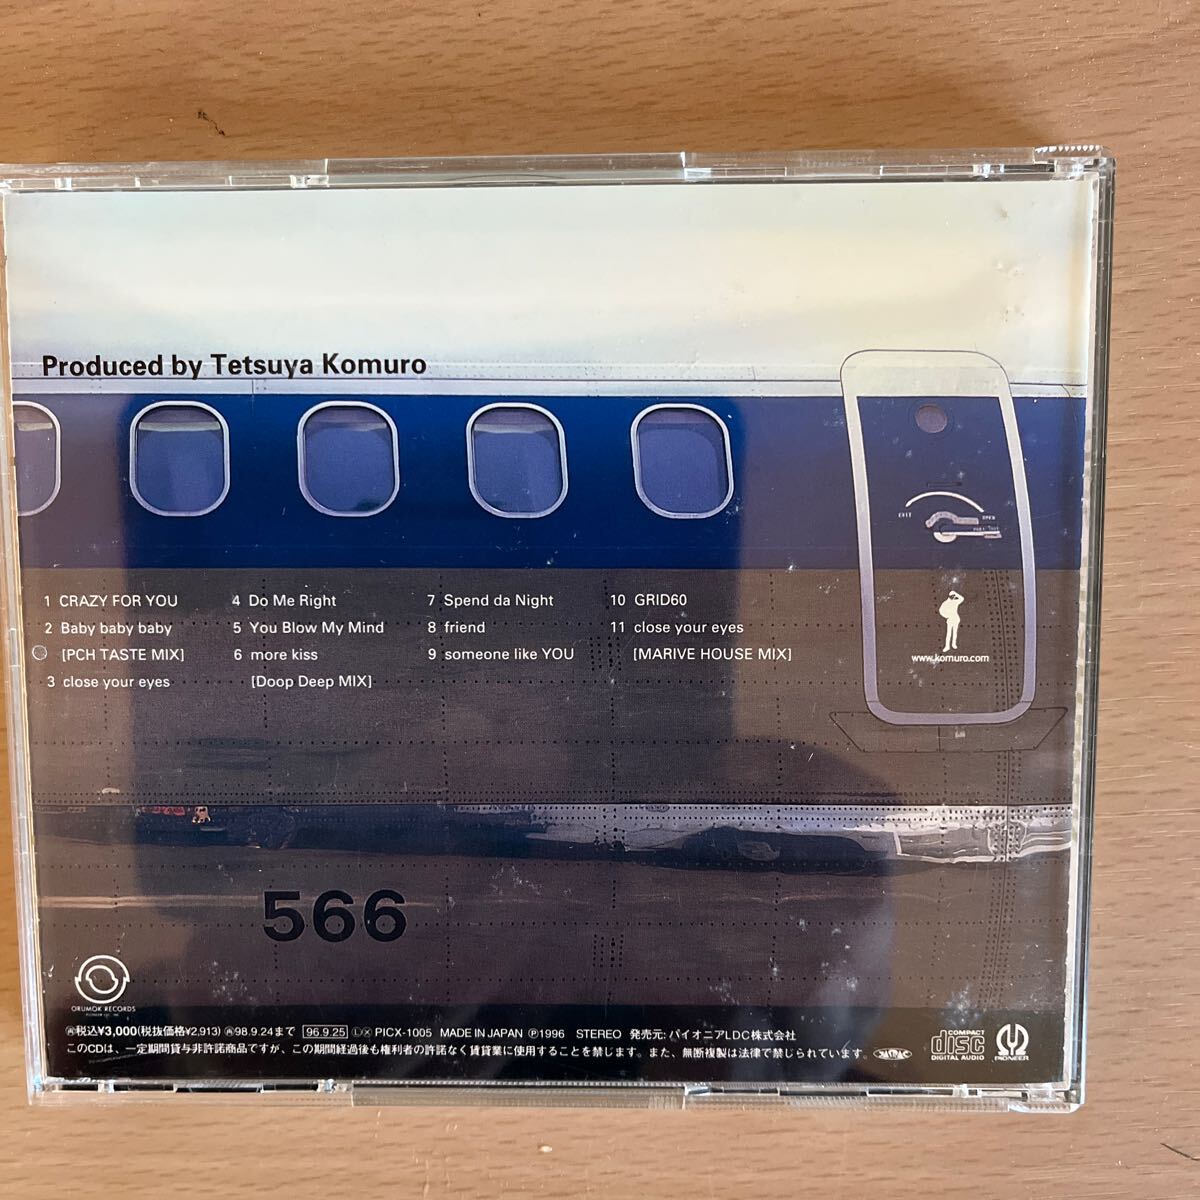 Produced by Tetsuya Komuro
EXIT
OPEN
1 CRAZY FOR YOU
2 Baby baby baby
[PCH TASTE MIX]
3 close your eyes
4 Do Me Right
5 You Blow My Mind
6 more kiss
[Doop Deep MIX]
7 Spend da Night
8 friend
9 someone like YOU
10 GRID60
11 close your eyes
[MARIVE HOUSE MIX]
www.komuro.com
566
ORUMOK RECORDS
税込¥3,000(税抜価格¥2,913) 98.9.24まで 96.9.25 PICX-1005 MADE IN JAPAN ℗1996 STEREO 発売元: パイオニアLDC株式会社
このCDは、一定期間貸与非許諾商品ですが、この期間経過後も権利者の許諾なく賃貸業に使用することを禁じます。また、無断複製は法律で禁じられています。
COMPACT
disc
DIGITAL AUDIO
PIONEER